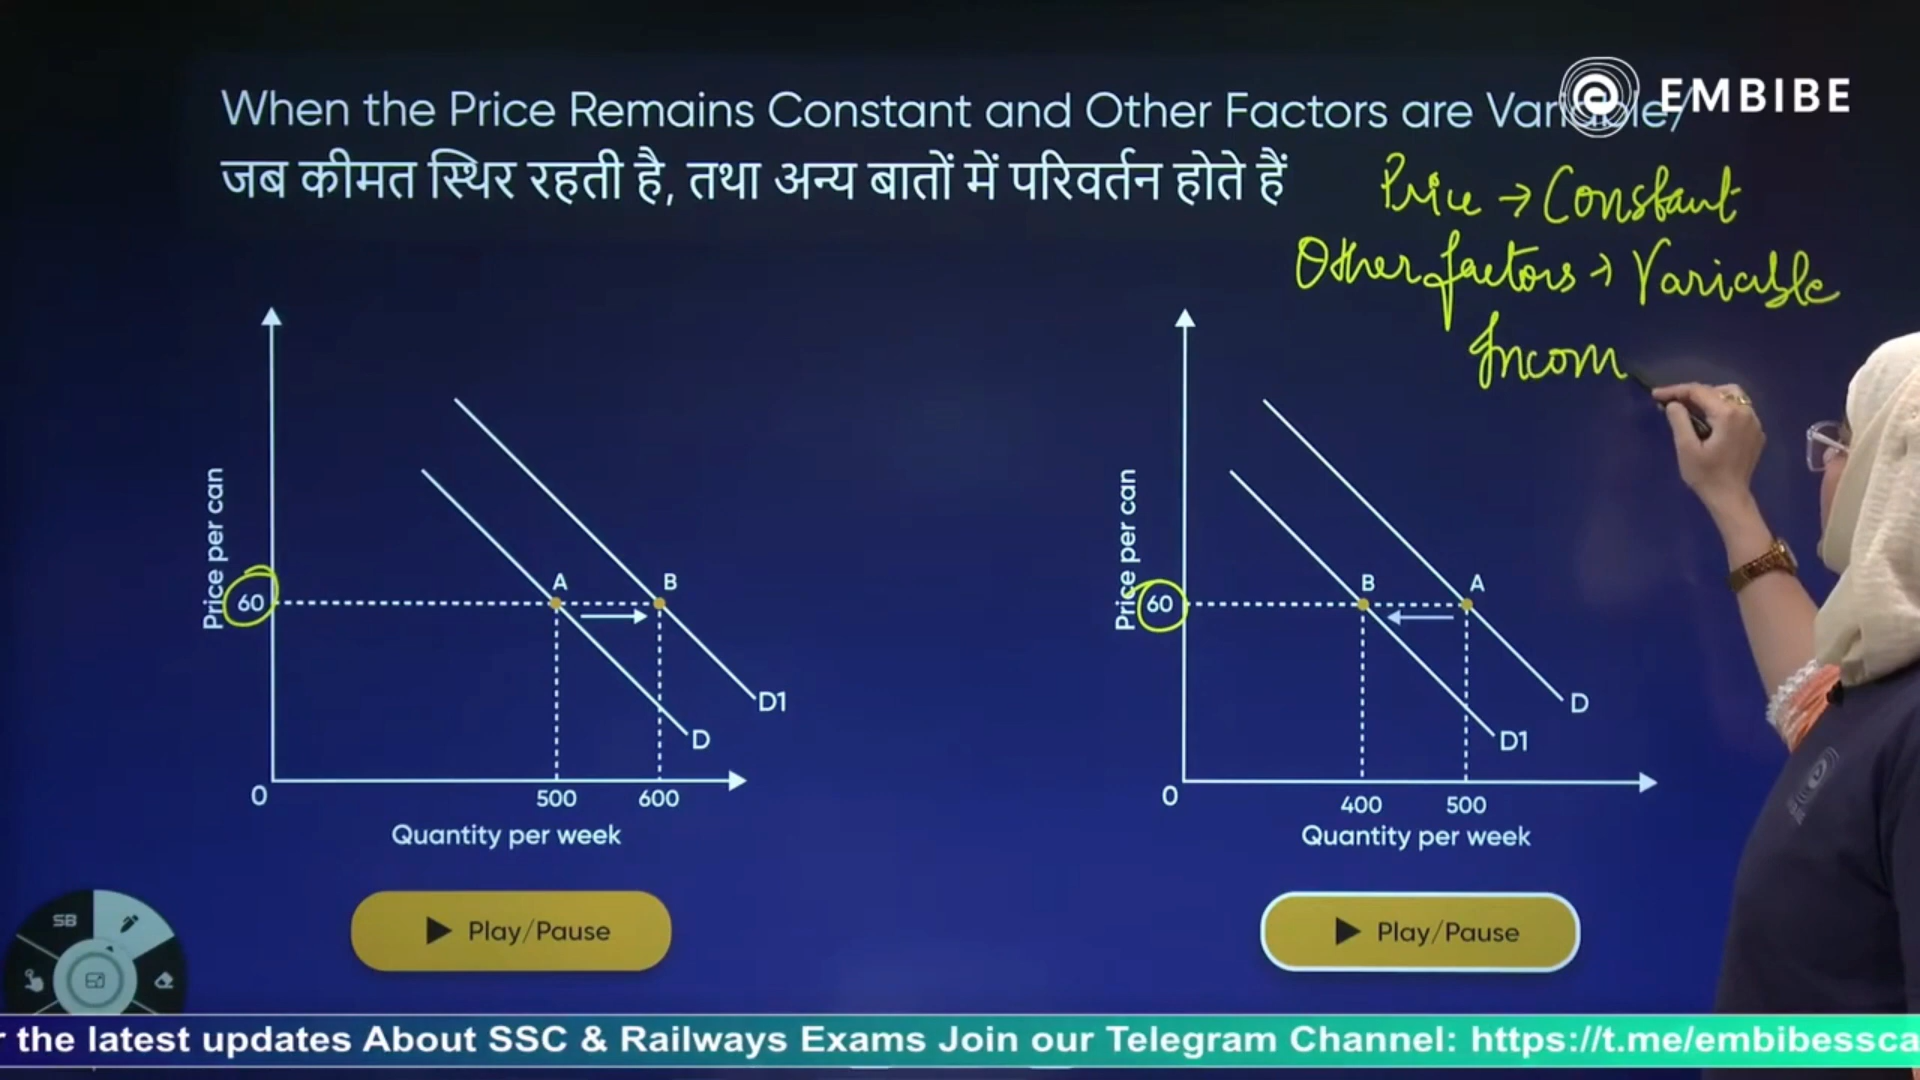 When the Price Remains Constant and Other Factors are Variable/
EMBIBE
जब कीमत स्थिर रहती है, तथा अन्य बातों में परिवर्तन होते हैं
Price → Constant
Other factors → Variable
Incom
Price per can
60
A
B
D1
D
0
500
600
Quantity per week
Play/Pause
Price per can
60
B
A
D
D1
0
400
500
Quantity per week
Play/Pause
SB
r the latest updates About SSC & Railways Exams Join our Telegram Channel: https://t.me/embibessca